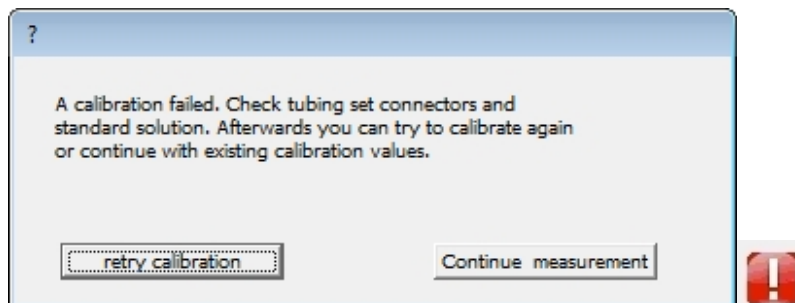 ?
A calibration failed. Check tubing set connectors and
standard solution. Afterwards you can try to calibrate again
or continue with existing calibration values.
retry calibration
Continue measurement
!